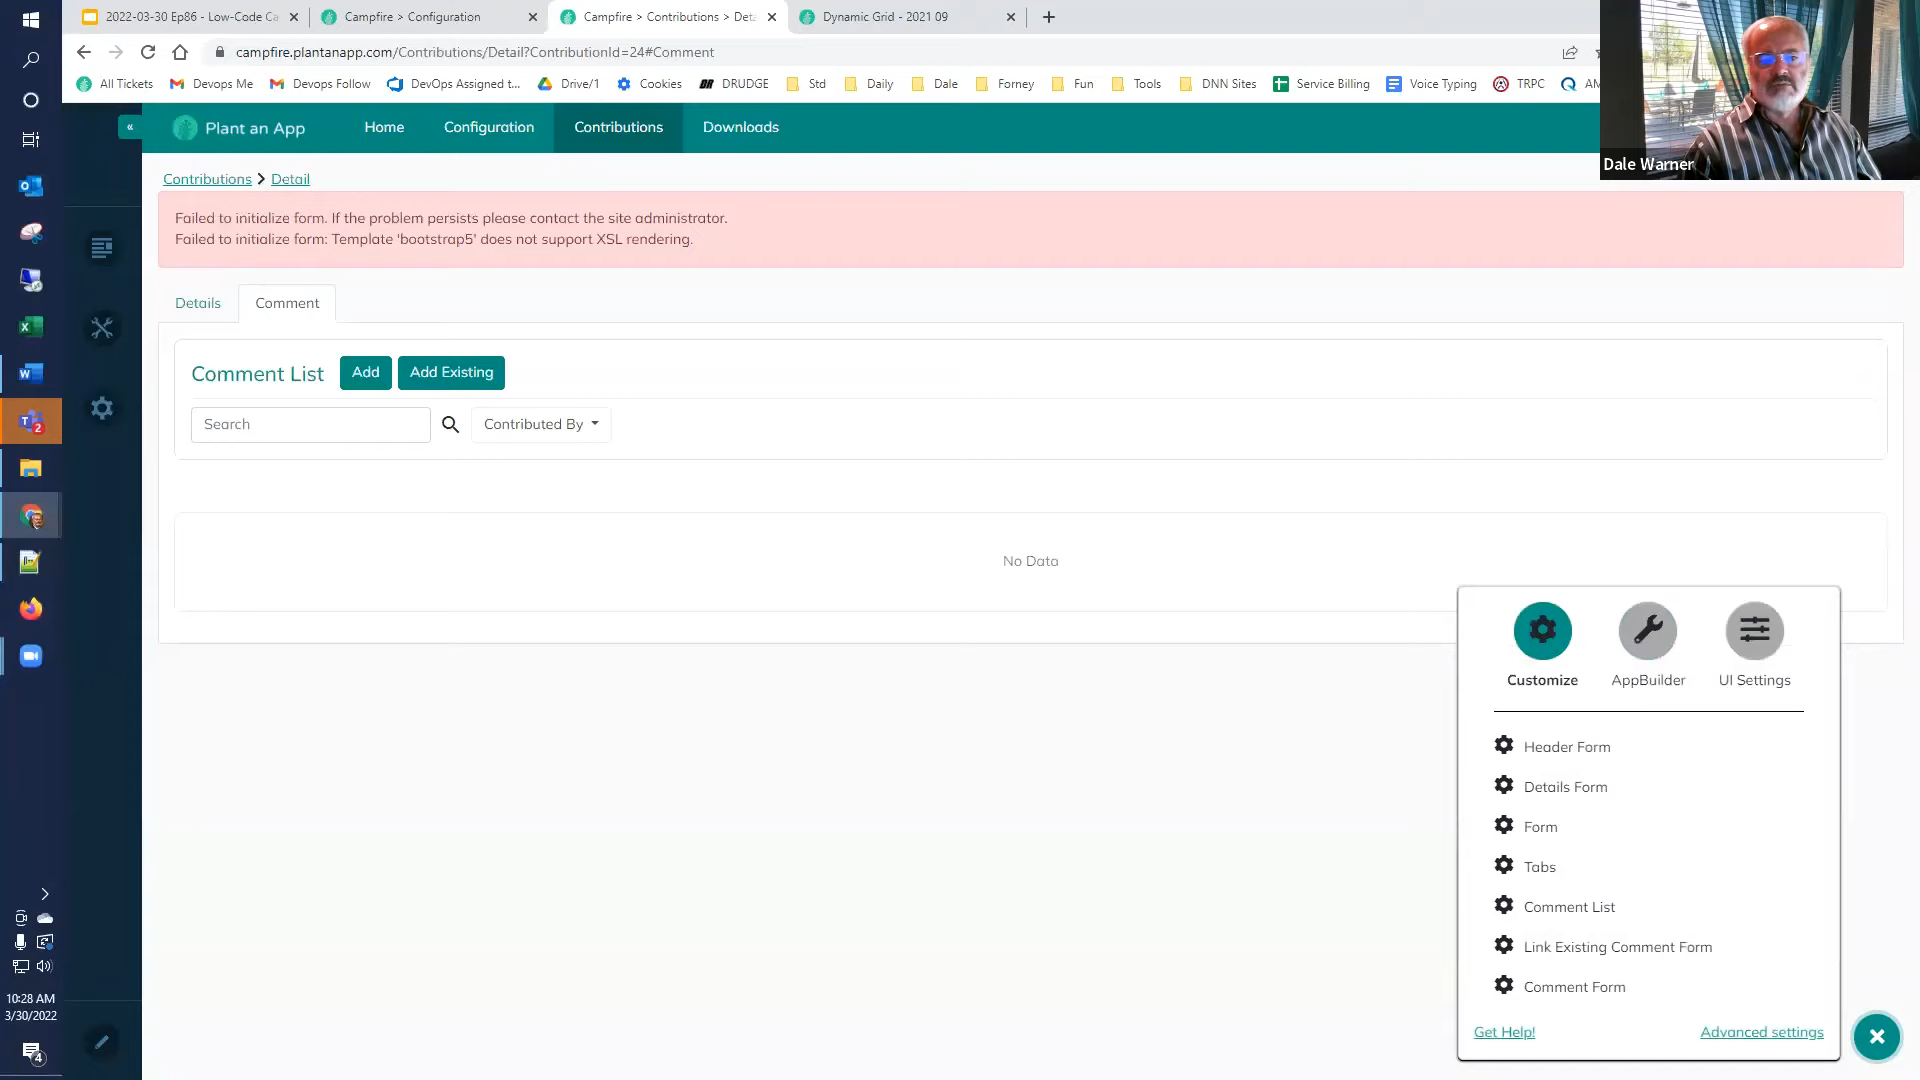 2022-03-30 Ep86 - Low-Code Ca
Campfire > Configuration
Campfire > Contributions > Deta
Dynamic Grid - 2021 09
campfire.plantanapp.com/Contributions/Detail?ContributionId=24#Comment
All Tickets
Devops Me
Devops Follow
DevOps Assigned t...
Drive/1
Cookies
DRUDGE
Std
Daily
Dale
Forney
Fun
Tools
DNN Sites
Service Billing
Voice Typing
TRPC
AM
Plant an App
Home
Configuration
Contributions
Downloads
Dale Warner
Contributions > Detail
Failed to initialize form. If the problem persists please contact the site administrator.
Failed to initialize form: Template 'bootstrap5' does not support XSL rendering.
Details
Comment
Comment List
Add
Add Existing
Search
Contributed By
No Data
Customize
AppBuilder
UI Settings
Header Form
Details Form
Form
Tabs
Comment List
Link Existing Comment Form
Comment Form
Get Help!
Advanced settings
10:28 AM
3/30/2022
4